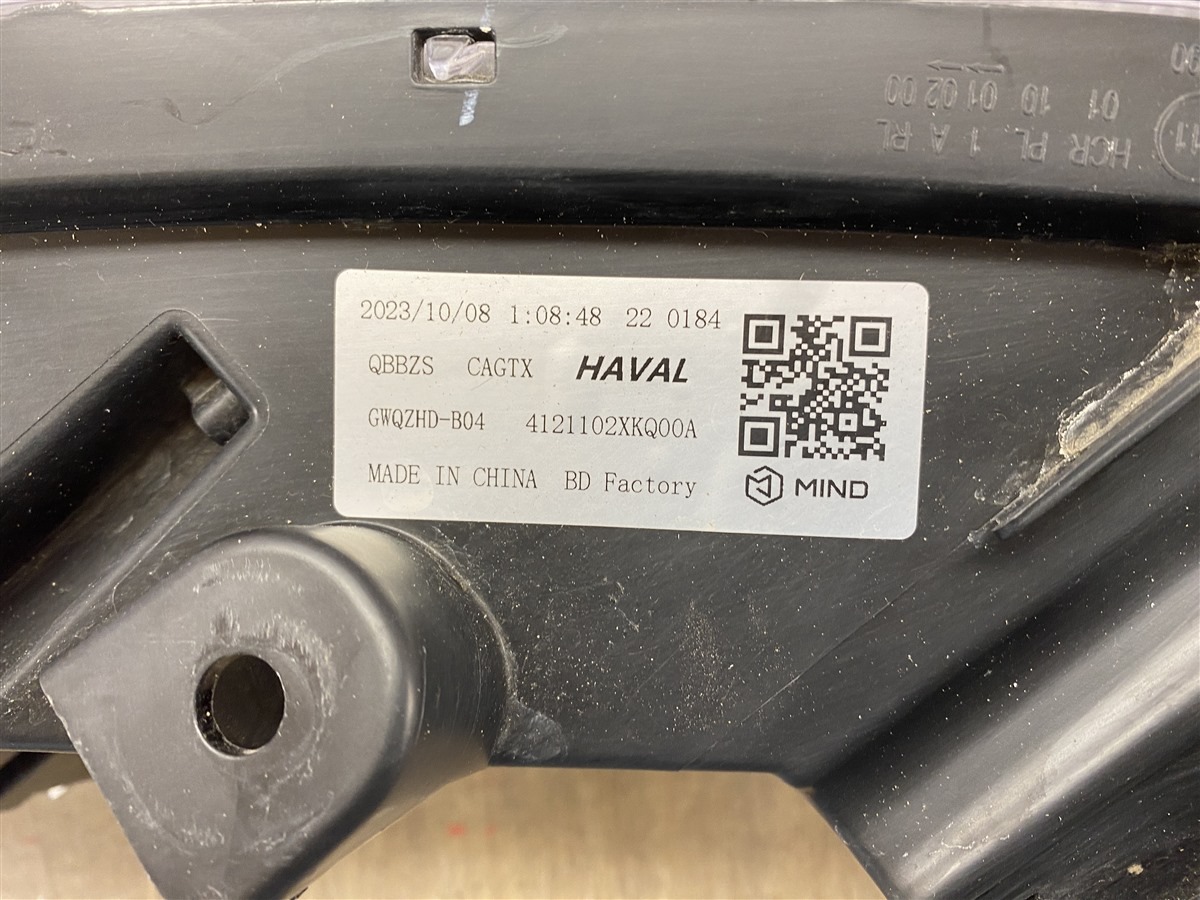 2023/10/08 1:08:48 22 0184
QBBZS CAGTX HAVAL
GWQZHD-B04 4121102XKQ00A
MADE IN CHINA BD Factory
MIND
HCR PL, 1 A RL
01 10 01 02 00